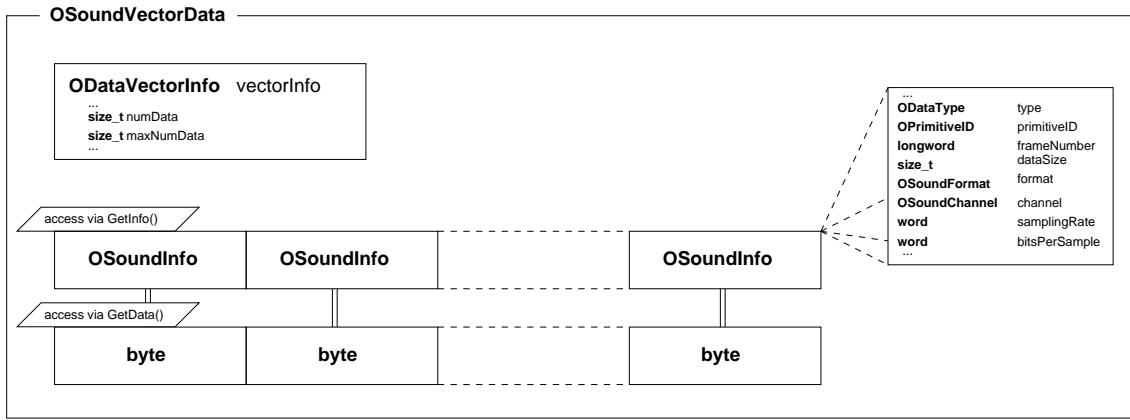 OSoundVectorData
ODataVectorInfo vectorInfo
...
size_t numData
size_t maxNumData
...
...
ODataType type
OPrimitiveID primitiveID
longword frameNumber
size_t dataSize
OSoundFormat format
OSoundChannel channel
word samplingRate
word bitsPerSample
...
access via GetInfo()
OSoundInfo OSoundInfo OSoundInfo
access via GetData()
byte byte byte